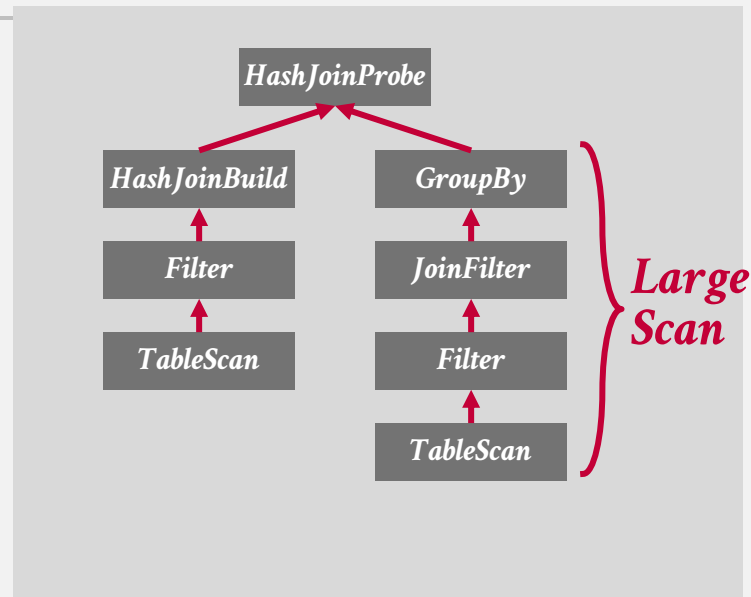 HashJoinProbe
HashJoinBuild
GroupBy
Filter
JoinFilter
TableScan
Filter
TableScan
Large
Scan